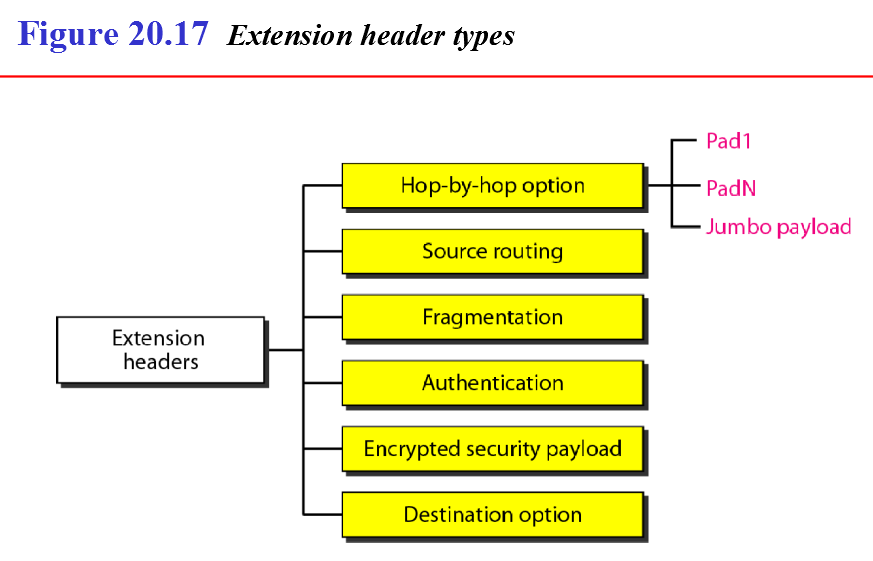 Figure 20.17 Extension header types
Pad1
Hop-by-hop option
PadN
Jumbo payload
Source routing
Fragmentation
Extension
headers
Authentication
Encrypted security payload
Destination option